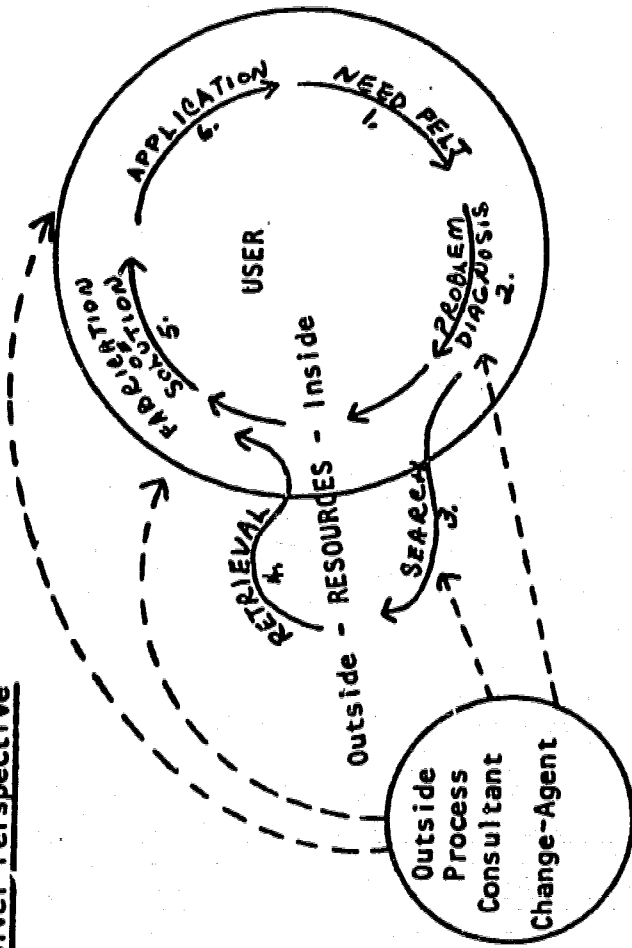 Perspective
APPLICATION
6.
NEED FELT
1.
FABRICATION
OF
SOLUTION
5.
USER
PROBLEM
DIAGNOSIS
2.
Outside - RESOURCES - Inside
RETRIEVAL
4.
SEARCH
3.
Outside
Process
Consultant
Change-Agent